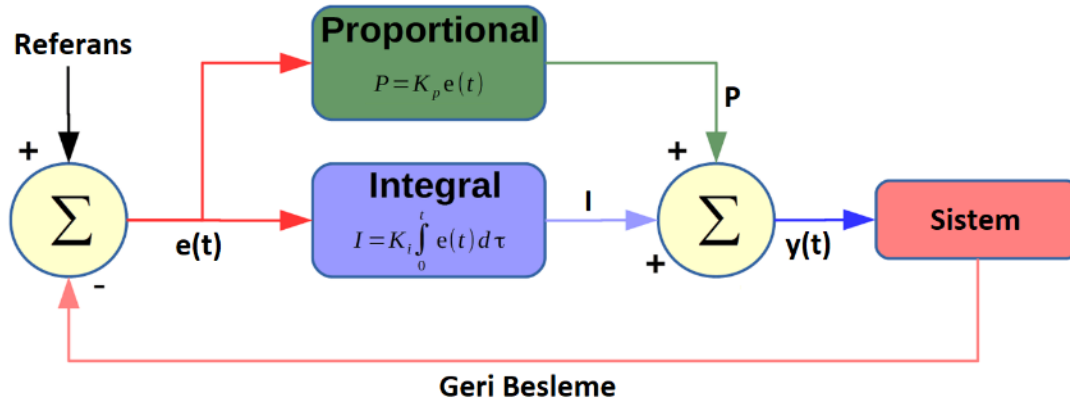 Referans
+
Σ
-
e(t)
Proportional
P=K_p e(t)
Integral
I=K_i∫_0^t e(t)dτ
P
I
+
+
Σ
y(t)
Sistem
Geri Besleme